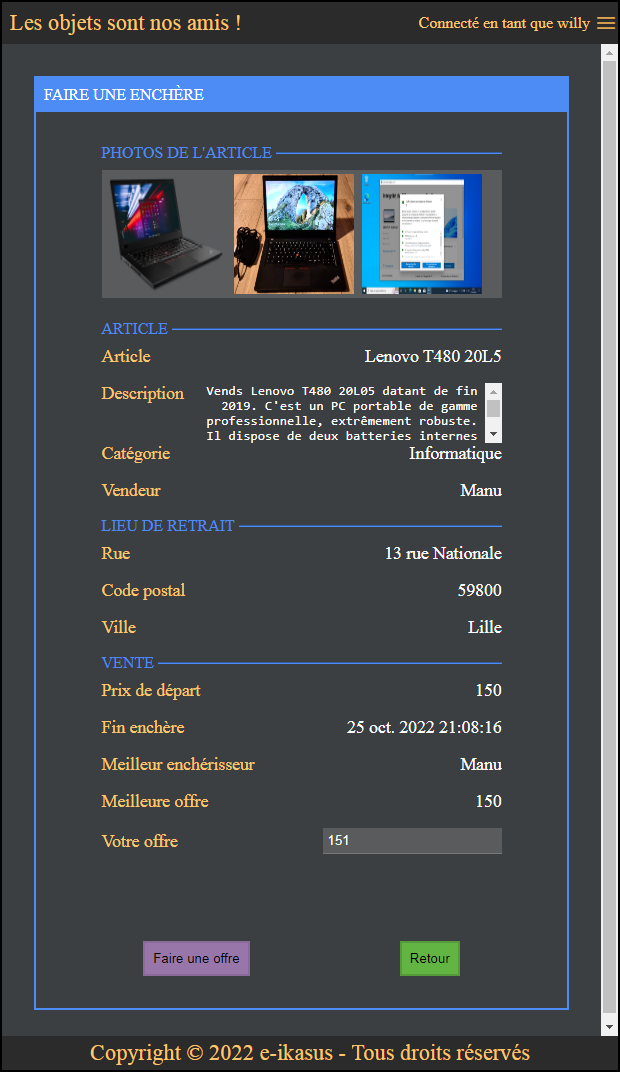 Les objets sont nos amis !
Connecté en tant que willy
FAIRE UNE ENCHÈRE
PHOTOS DE L'ARTICLE
ARTICLE
Article Lenovo T480 20L5
Description Vends Lenovo T480 20L05 datant de fin
2019. C'est un PC portable de gamme
professionnelle, extrêmement robuste.
Il dispose de deux batteries internes
Catégorie Informatique
Vendeur Manu
LIEU DE RETRAIT
Rue 13 rue Nationale
Code postal 59800
Ville Lille
VENTE
Prix de départ 150
Fin enchère 25 oct. 2022 21:08:16
Meilleur enchérisseur Manu
Meilleure offre 150
Votre offre 151
Faire une offre Retour
Copyright © 2022 e-ikasus - Tous droits réservés